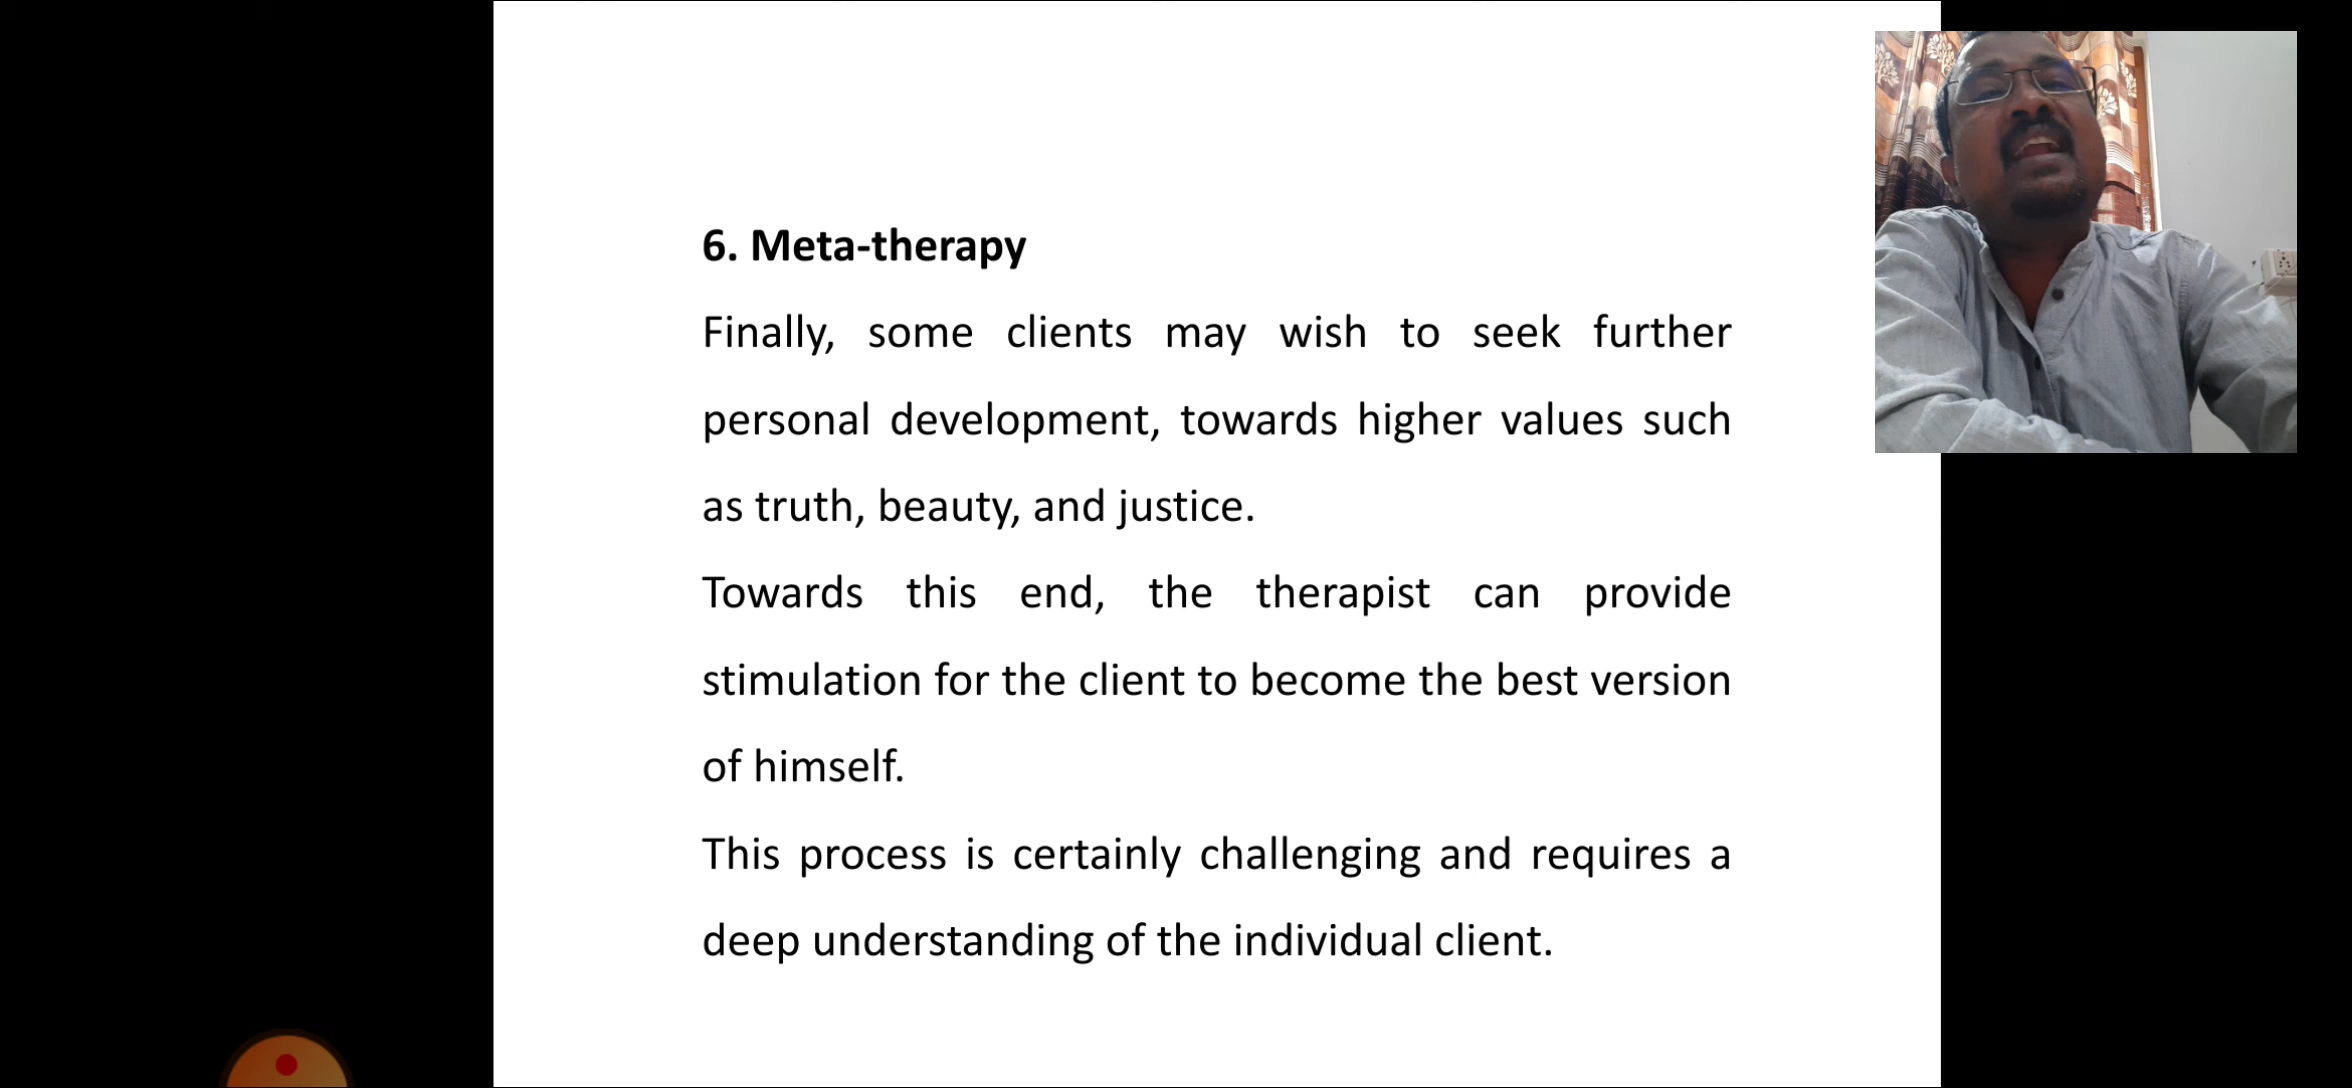 6. Meta-therapy
Finally, some clients may wish to seek further
personal development, towards higher values such
as truth, beauty, and justice.
Towards this end, the therapist can provide
stimulation for the client to become the best version
of himself.
This process is certainly challenging and requires a
deep understanding of the individual client.